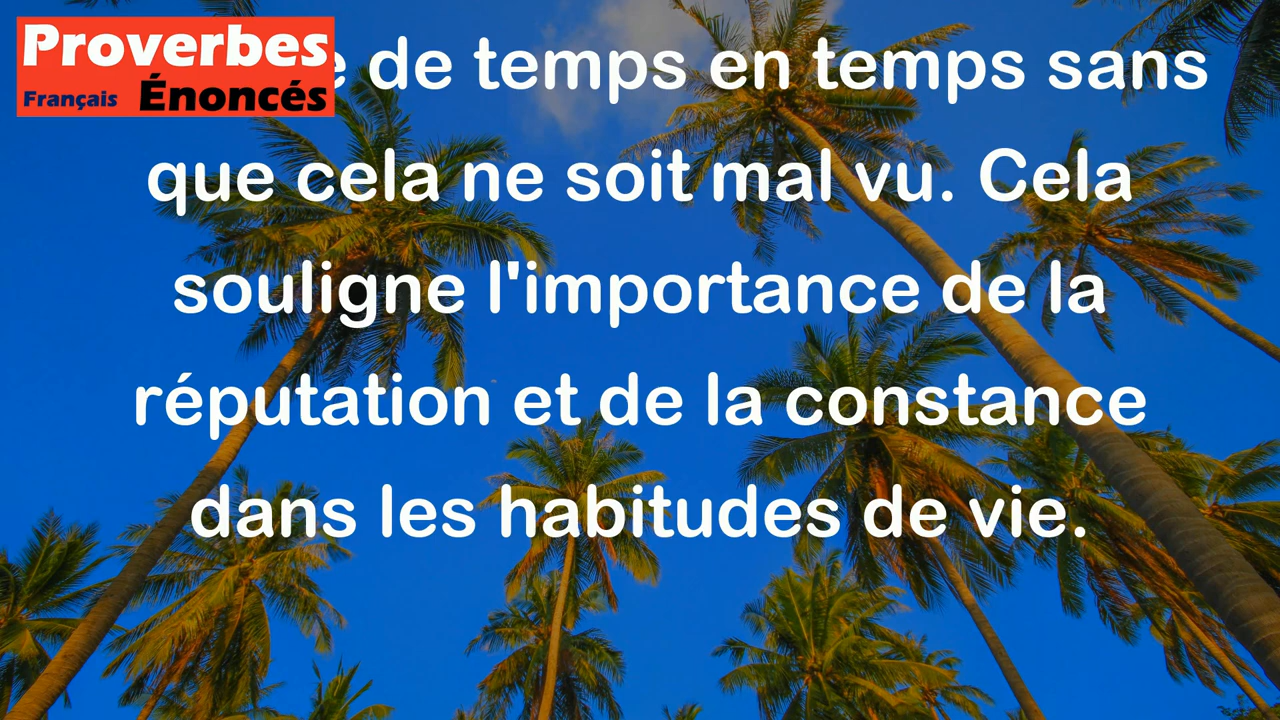 Proverbes
Français Énoncés
de temps en temps sans
que cela ne soit mal vu. Cela
souligne l'importance de la
réputation et de la constance
dans les habitudes de vie.